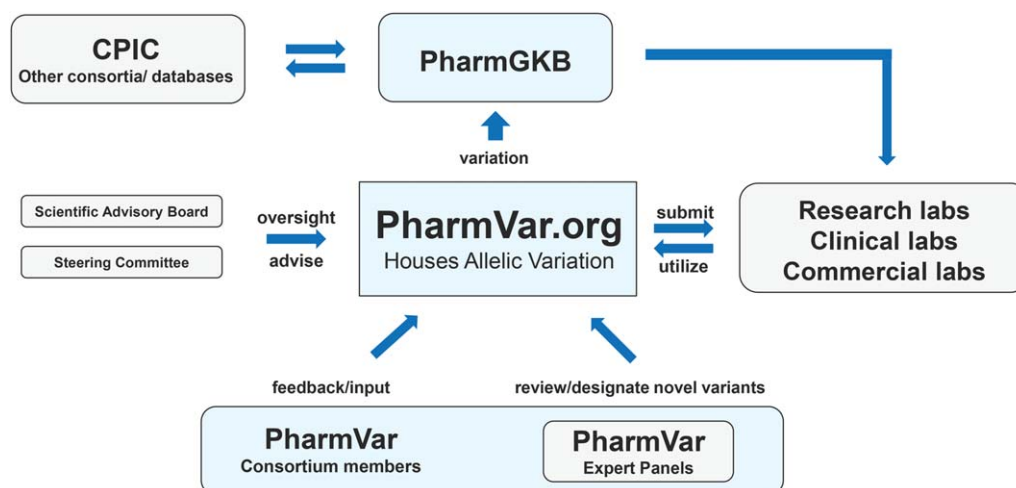 CPIC
Other consortia/ databases
PharmGKB
variation
Scientific Advisory Board
Steering Committee
oversight
advise
PharmVar.org
Houses Allelic Variation
submit
utilize
Research labs
Clinical labs
Commercial labs
feedback/input
review/designate novel variants
PharmVar
Consortium members
PharmVar
Expert Panels